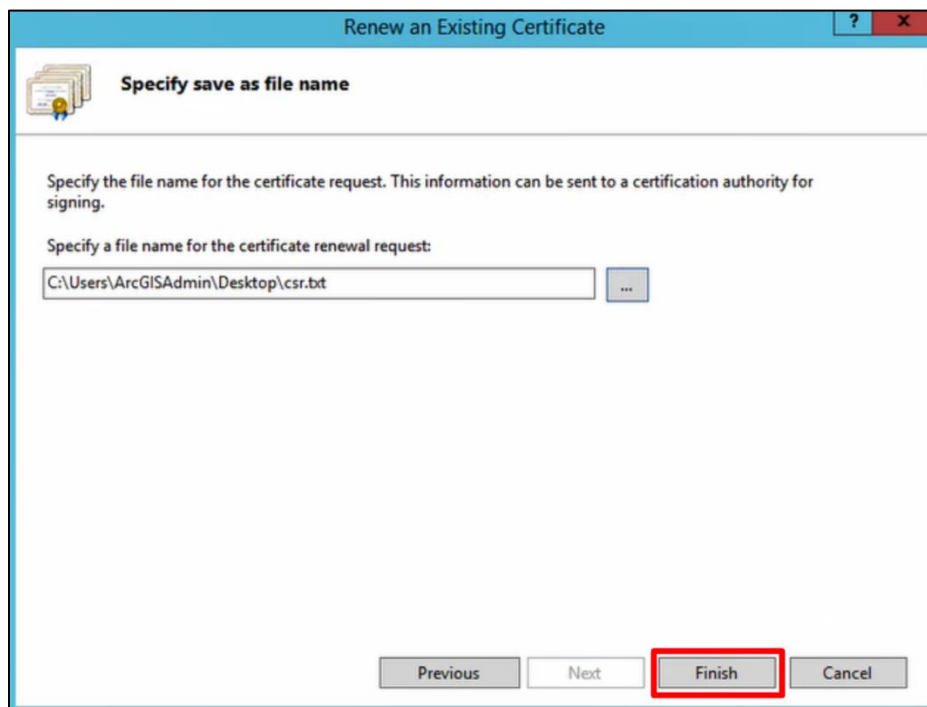 Renew an Existing Certificate
?
x
Specify save as file name
Specify the file name for the certificate request. This information can be sent to a certification authority for
signing.
Specify a file name for the certificate renewal request:
C:\Users\ArcGISAdmin\Desktop\csr.txt
...
Previous
Next
Finish
Cancel